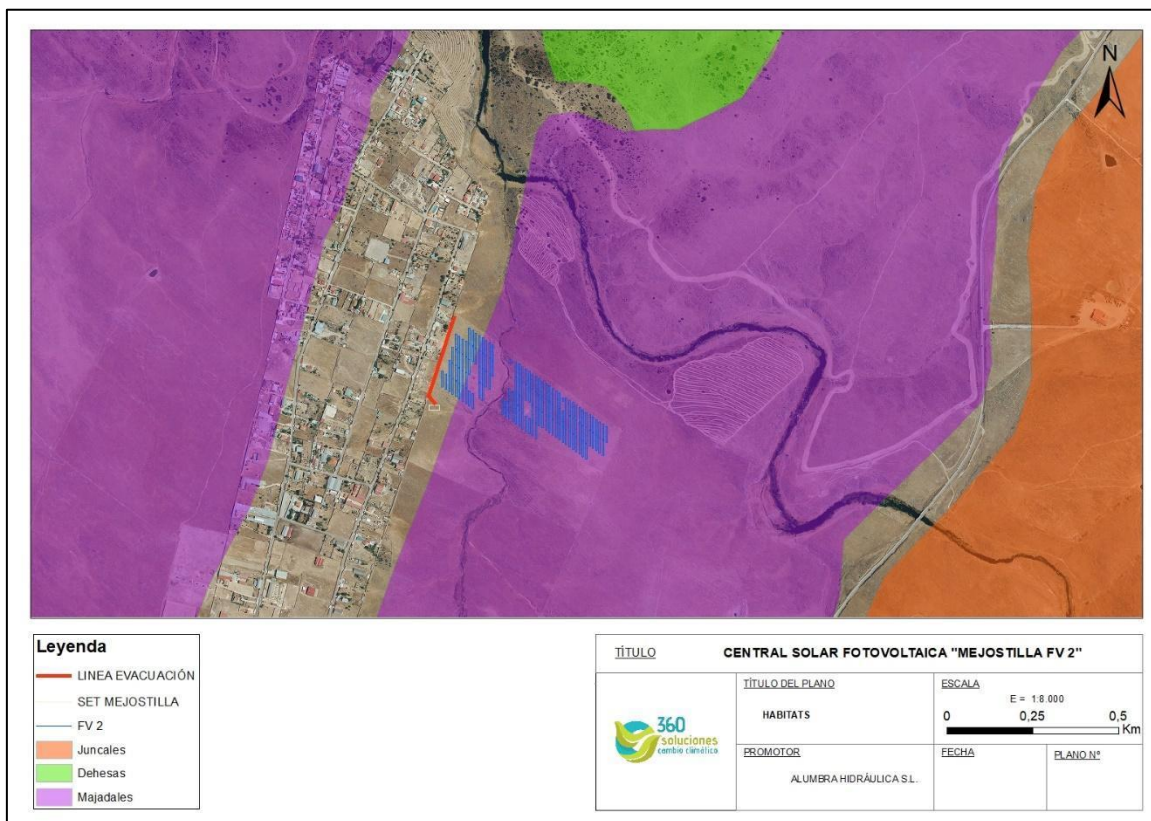 N
Leyenda
LINEA EVACUACIÓN
SET MEJOSTILLA
FV 2
Juncales
Dehesas
Majadales
TÍTULO
CENTRAL SOLAR FOTOVOLTAICA "MEJOSTILLA FV 2"
360
soluciones
cambio climático
TÍTULO DEL PLANO
HABITATS
ESCALA
E = 1:8.000
0 0,25 0,5
Km
PROMOTOR
ALUMBRA HIDRÁULICA S.L.
FECHA
PLANO Nº